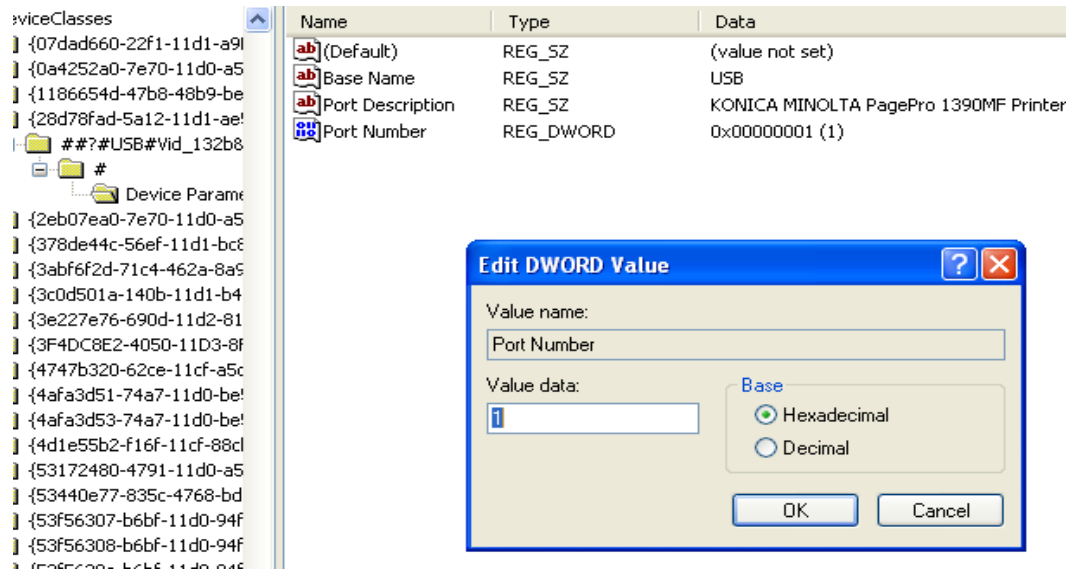 eviceClasses
{07dad660-22f1-11d1-a9
{0a4252a0-7e70-11d0-a5
{1186654d-47b8-48b9-be
{28d78fad-5a12-11d1-ae
##?#USB#Vid_132b8
#
Device Parame
{2eb07ea0-7e70-11d0-a5
{378de44c-56ef-11d1-bc8
{3abf6f2d-71c4-462a-8a9
{3c0d501a-140b-11d1-b4
{3e227e76-690d-11d2-81
{3F4DC8E2-4050-11D3-8F
{4747b320-62ce-11cf-a5c
{4afa3d51-74a7-11d0-be
{4afa3d53-74a7-11d0-be
{4d1e55b2-f16f-11cf-88c
{53172480-4791-11d0-a5
{53440e77-835c-4768-bd
{53f56307-b6bf-11d0-94f
{53f56308-b6bf-11d0-94f
Name Type Data
(Default) REG_SZ (value not set)
Base Name REG_SZ USB
Port Description REG_SZ KONICA MINOLTA PagePro 1390MF Printer
Port Number REG_DWORD 0x00000001 (1)
Edit DWORD Value
Value name:
Port Number
Value data:
1
Base
Hexadecimal
Decimal
OK Cancel